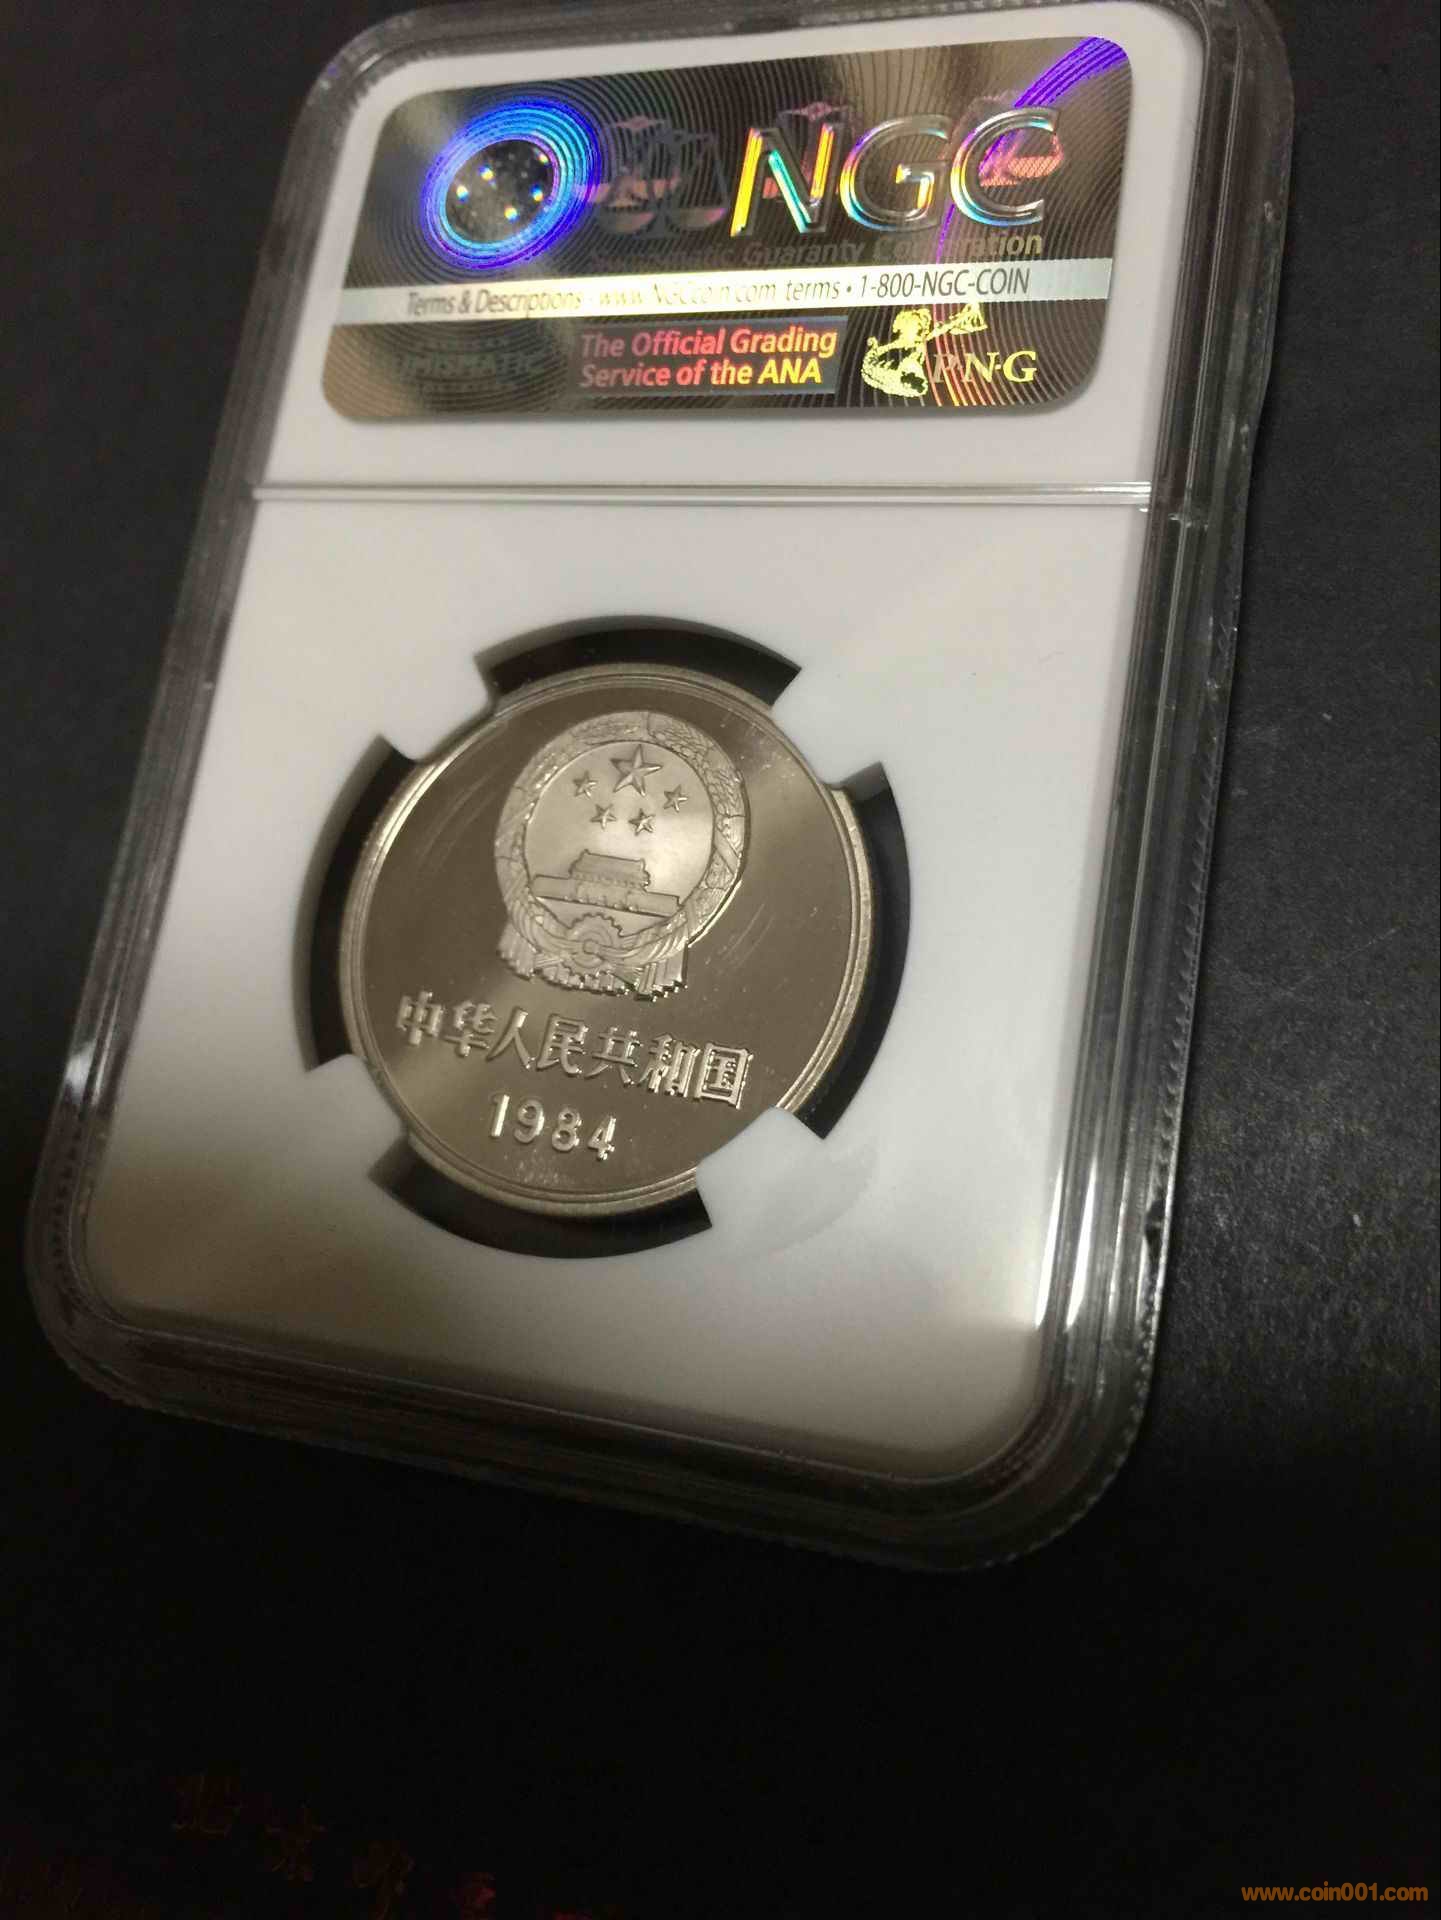 NGC
Numismatic Guaranty Corporation
Terms & Descriptions · www.NGCcoin.com/terms • 1-800-NGC-COIN
The Official Grading
Service of the ANA
P·N·G
中华人民共和国
1984
www.coin001.com